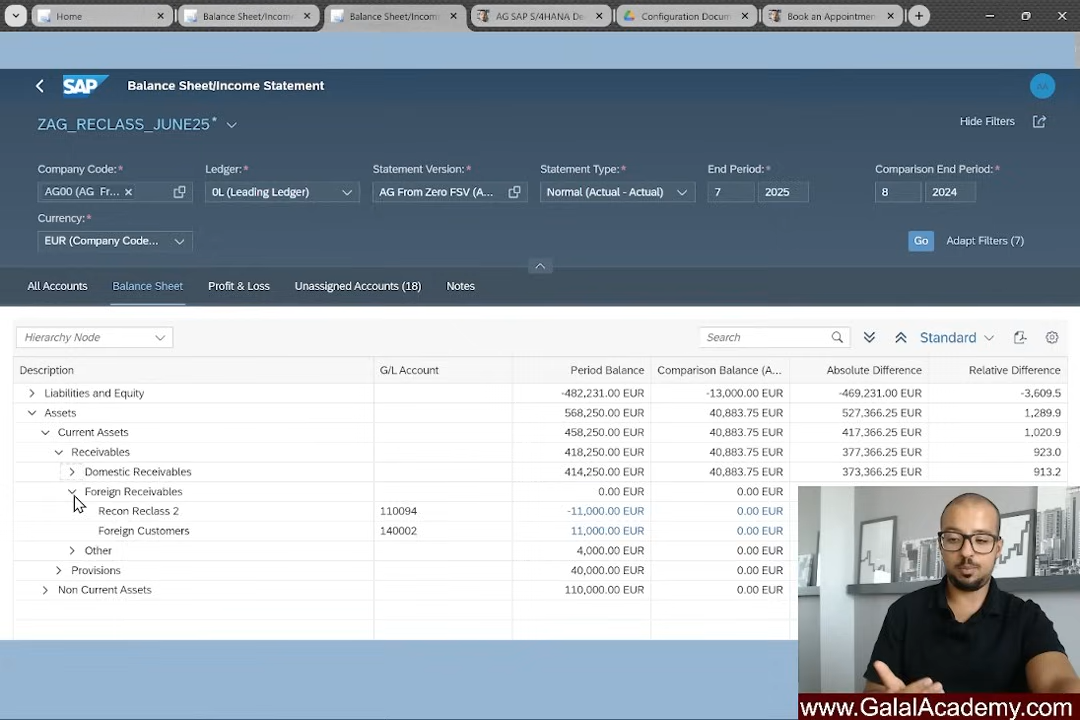 Home
Balance Sheet/Incom
Balance Sheet/Incom
AG SAP S/4HANA De
Configuration Docum
Book an Appointmen
SAP
Balance Sheet/Income Statement
AA
ZAG_RECLASS_JUNE25*
Hide Filters
Company Code:* Ledger:* Statement Version:* Statement Type:* End Period:* Comparison End Period:*
AG00 (AG Fr... 0L (Leading Ledger) AG From Zero FSV (A... Normal (Actual - Actual) 7 2025 8 2024
Currency:*
EUR (Company Code... Go Adapt Filters (7)
All Accounts Balance Sheet Profit & Loss Unassigned Accounts (18) Notes
Hierarchy Node Search Standard
Description G/L Account Period Balance Comparison Balance (A... Absolute Difference Relative Difference
Liabilities and Equity -482,231.00 EUR -13,000.00 EUR -469,231.00 EUR -3,609.5
Assets 568,250.00 EUR 40,883.75 EUR 527,366.25 EUR 1,289.9
Current Assets 458,250.00 EUR 40,883.75 EUR 417,366.25 EUR 1,020.9
Receivables 418,250.00 EUR 40,883.75 EUR 377,366.25 EUR 923.0
Domestic Receivables 414,250.00 EUR 40,883.75 EUR 373,366.25 EUR 913.2
Foreign Receivables 0.00 EUR 0.00 EUR
Recon Reclass 2 110094 -11,000.00 EUR 0.00 EUR
Foreign Customers 140002 11,000.00 EUR 0.00 EUR
Other 4,000.00 EUR 0.00 EUR
Provisions 40,000.00 EUR 0.00 EUR
Non Current Assets 110,000.00 EUR 0.00 EUR
www.GalalAcademy.com